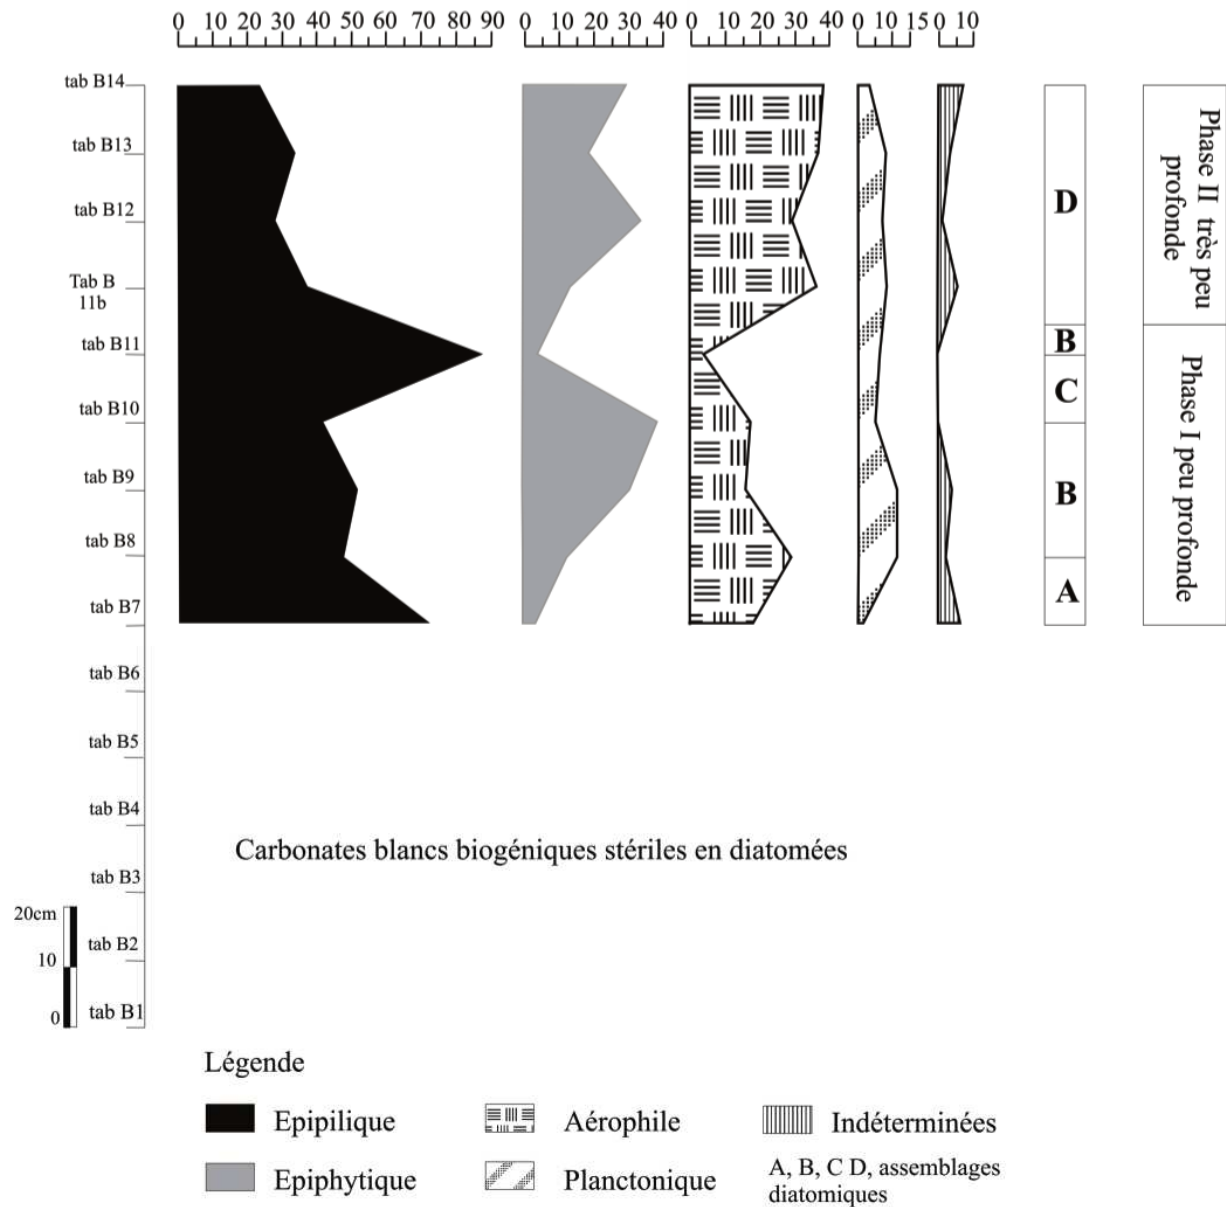 0 10 20 30 40 50 60 70 80 90 0 10 20 30 40 0 10 20 30 40 0 10 15 0 10
tab B14
tab B13
tab B12
Tab B
11b
tab B11
tab B10
tab B9
tab B8
tab B7
tab B6
tab B5
tab B4
tab B3
tab B2
tab B1
D
B
C
B
A
Phase II très peu
profonde
Phase I peu profonde
Carbonates blancs biogéniques stériles en diatomées
20cm
10
0
Légende
Epipilique
Aérophile
Indéterminées
Epiphytique
Planctonique
A, B, C D, assemblages
diatomiques